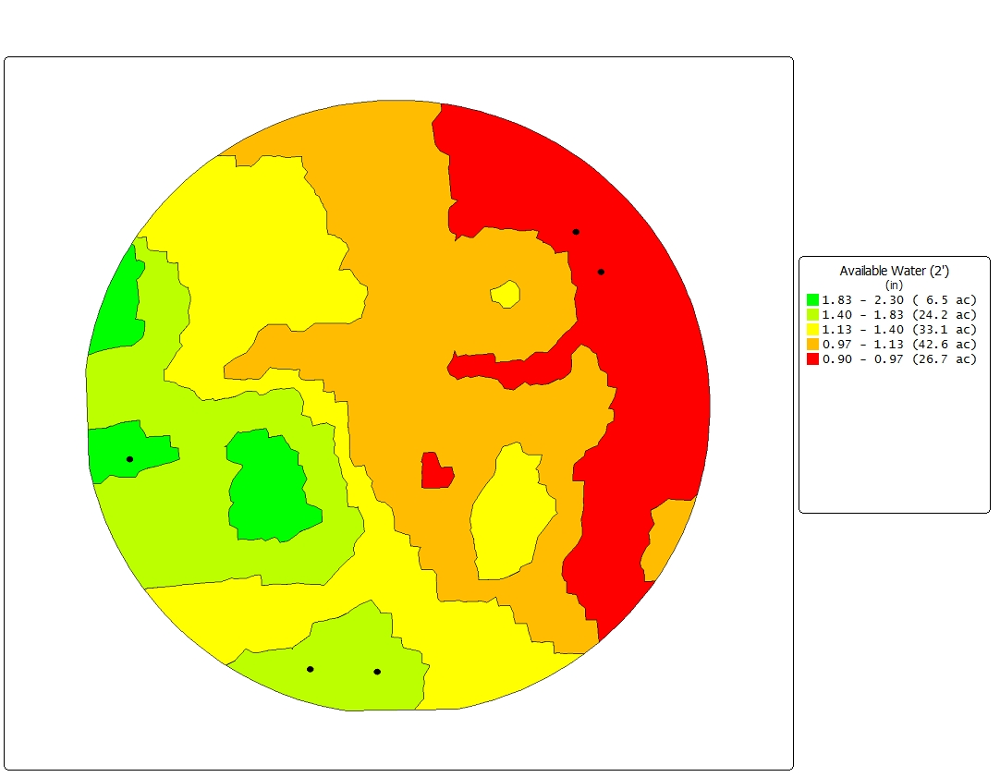 Available Water (2')
(in)
1.83 - 2.30 ( 6.5 ac)
1.40 - 1.83 (24.2 ac)
1.13 - 1.40 (33.1 ac)
0.97 - 1.13 (42.6 ac)
0.90 - 0.97 (26.7 ac)